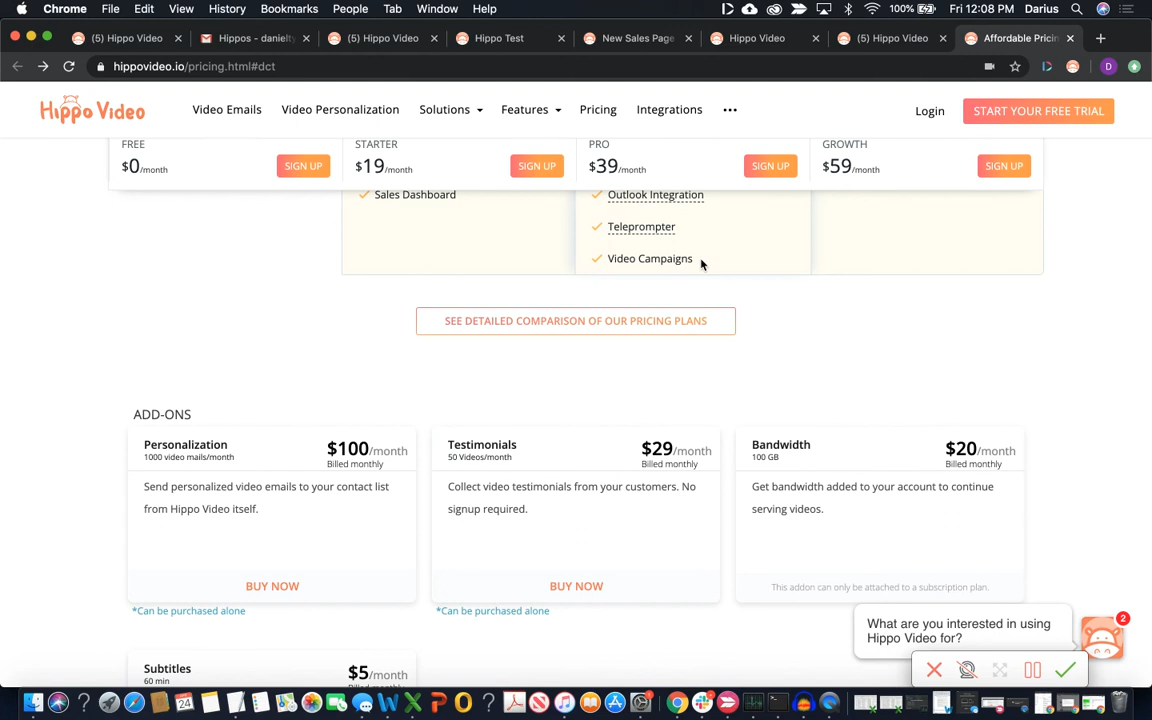 Chrome File Edit View History Bookmarks People Tab Window Help 100% Fri 12:08 PM Darius
(5) Hippo Video Hippos - danielty (5) Hippo Video Hippo Test New Sales Page Hippo Video (5) Hippo Video Affordable Pricin
hippovideo.io/pricing.html#dct D
Hippo Video Video Emails Video Personalization Solutions Features Pricing Integrations Login START YOUR FREE TRIAL
FREE STARTER PRO GROWTH
$0/month SIGN UP $19/month SIGN UP $39/month SIGN UP $59/month SIGN UP
Sales Dashboard Outlook Integration
Teleprompter
Video Campaigns
SEE DETAILED COMPARISON OF OUR PRICING PLANS
ADD-ONS
Personalization $100/month
1000 video mails/month Billed monthly
Send personalized video emails to your contact list
from Hippo Video itself.
BUY NOW
*Can be purchased alone
Testimonials $29/month
50 Videos/month Billed monthly
Collect video testimonials from your customers. No
signup required.
BUY NOW
*Can be purchased alone
Bandwidth $20/month
100 GB Billed monthly
Get bandwidth added to your account to continue
serving videos.
This addon can only be attached to a subscription plan.
Subtitles $5/month
60 min
What are you interested in using
Hippo Video for?
2